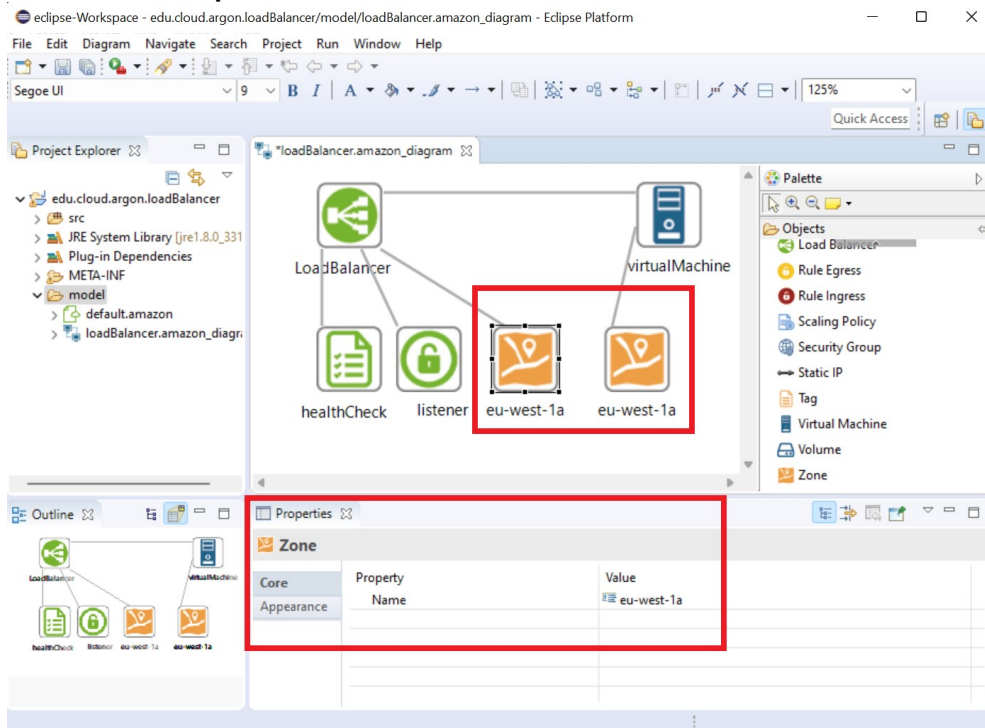 eclipse-Workspace - edu.cloud.argon.loadBalancer/model/loadBalancer.amazon_diagram - Eclipse Platform
File Edit Diagram Navigate Search Project Run Window Help
Segoe UI 9 B I A 125%
Quick Access
Project Explorer
*loadBalancer.amazon_diagram
Palette
edu.cloud.argon.loadBalancer
src
JRE System Library [jre1.8.0_331
Plug-in Dependencies
META-INF
model
default.amazon
loadBalancer.amazon_diagra
LoadBalancer
virtualMachine
healthCheck
listener
eu-west-1a
eu-west-1a
Objects
Load Balancer
Rule Egress
Rule Ingress
Scaling Policy
Security Group
Static IP
Tag
Virtual Machine
Volume
Zone
Outline
LoadBalancer
virtualMachine
healthCheck
listener
eu-west-1a
eu-west-1a
Properties
Zone
Core
Appearance
Property Value
Name eu-west-1a